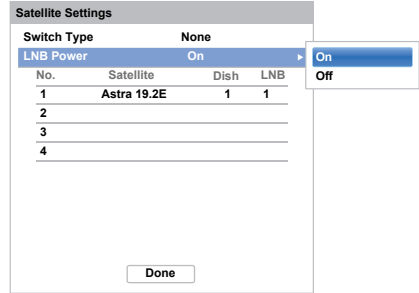 Satellite Settings
Switch Type None
LNB Power On
On
Off
No. Satellite Dish LNB
1 Astra 19.2E 1 1
2
3
4
Done